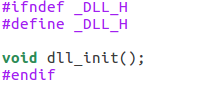 #ifndef _DLL_H
#define _DLL_H
void dll_init();
#endif